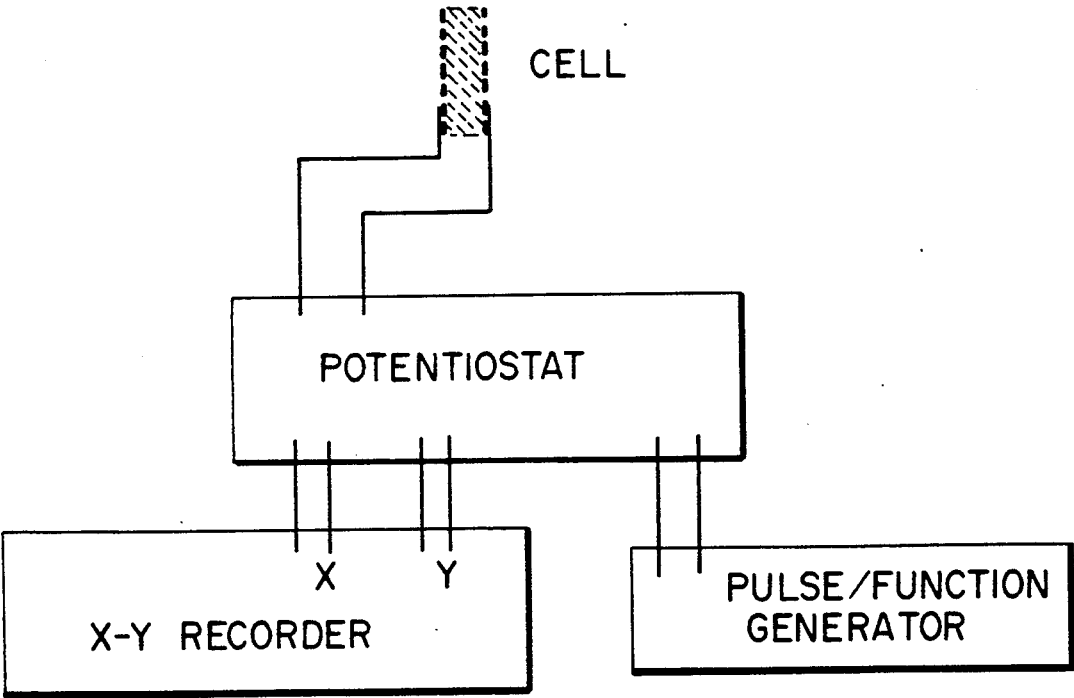 CELL
POTENTIOSTAT
X Y
X-Y RECORDER
PULSE/FUNCTION
GENERATOR